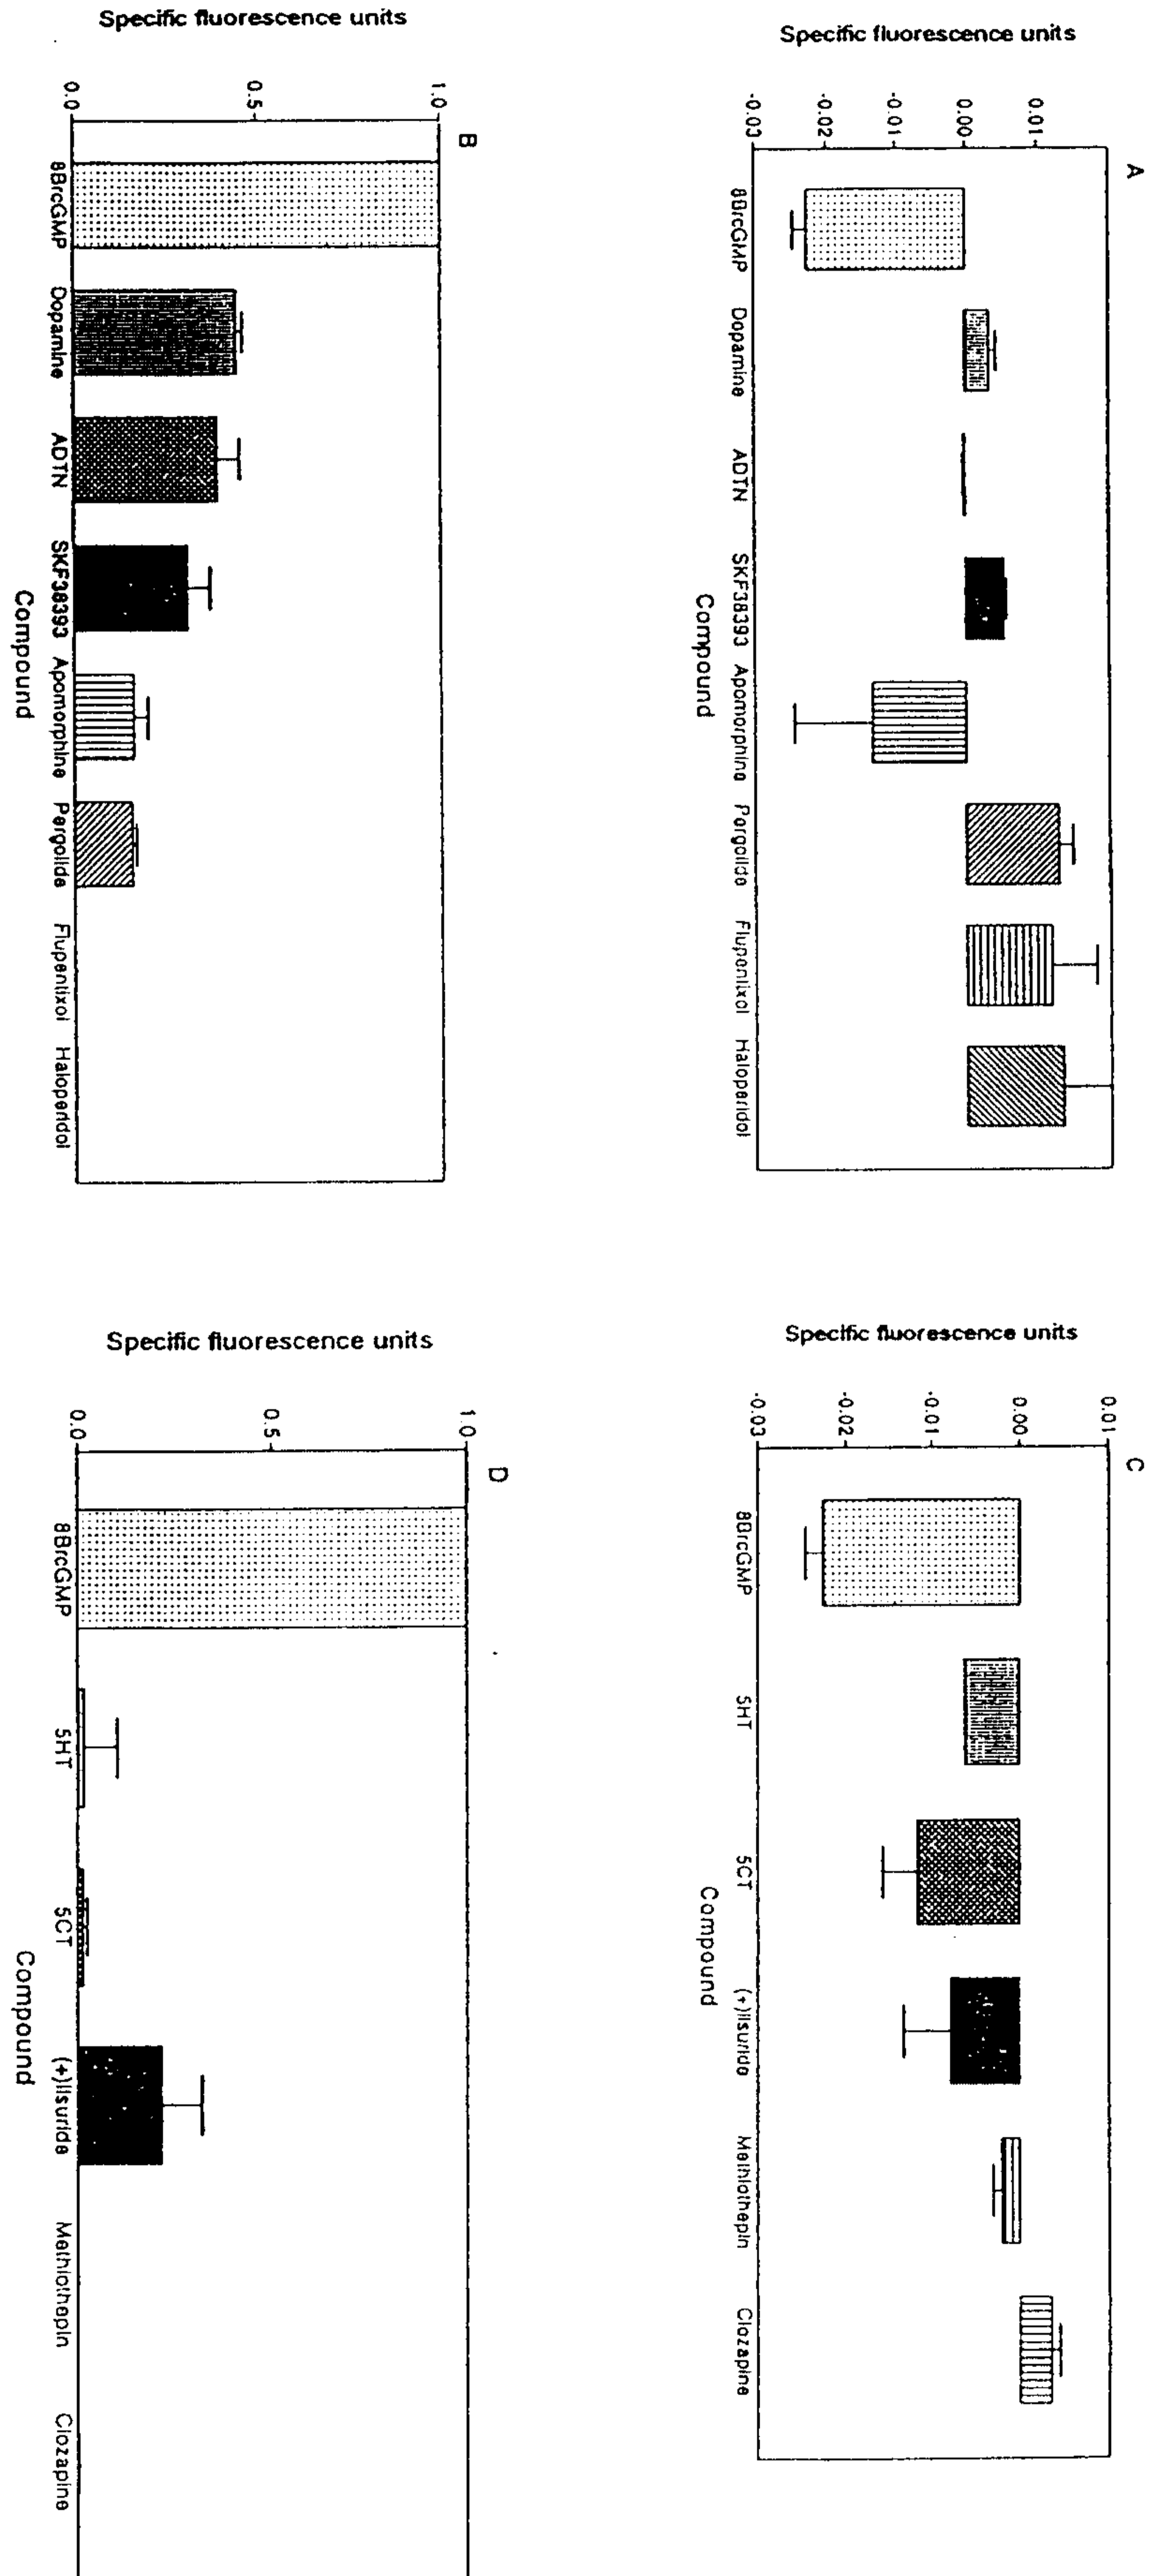 A
Specific fluorescence units
0.01
0.00
-0.01
-0.02
-0.03
8BrcGMP
Dopamine
ADTN
SKF38393
Apomorphine
Pergolide
Flupentixol
Haloperidol
Compound
B
Specific fluorescence units
1.0
0.5
0.0
8BrcGMP
Dopamine
ADTN
SKF38393
Apomorphine
Pergolide
Flupentixol
Haloperidol
Compound
C
Specific fluorescence units
0.01
0.00
-0.01
-0.02
-0.03
8BrcGMP
5HT
5CT
(+)lisuride
Methiothepin
Clozapine
Compound
D
Specific fluorescence units
1.0
0.5
0.0
8BrcGMP
5HT
5CT
(+)lisuride
Methiothepin
Clozapine
Compound